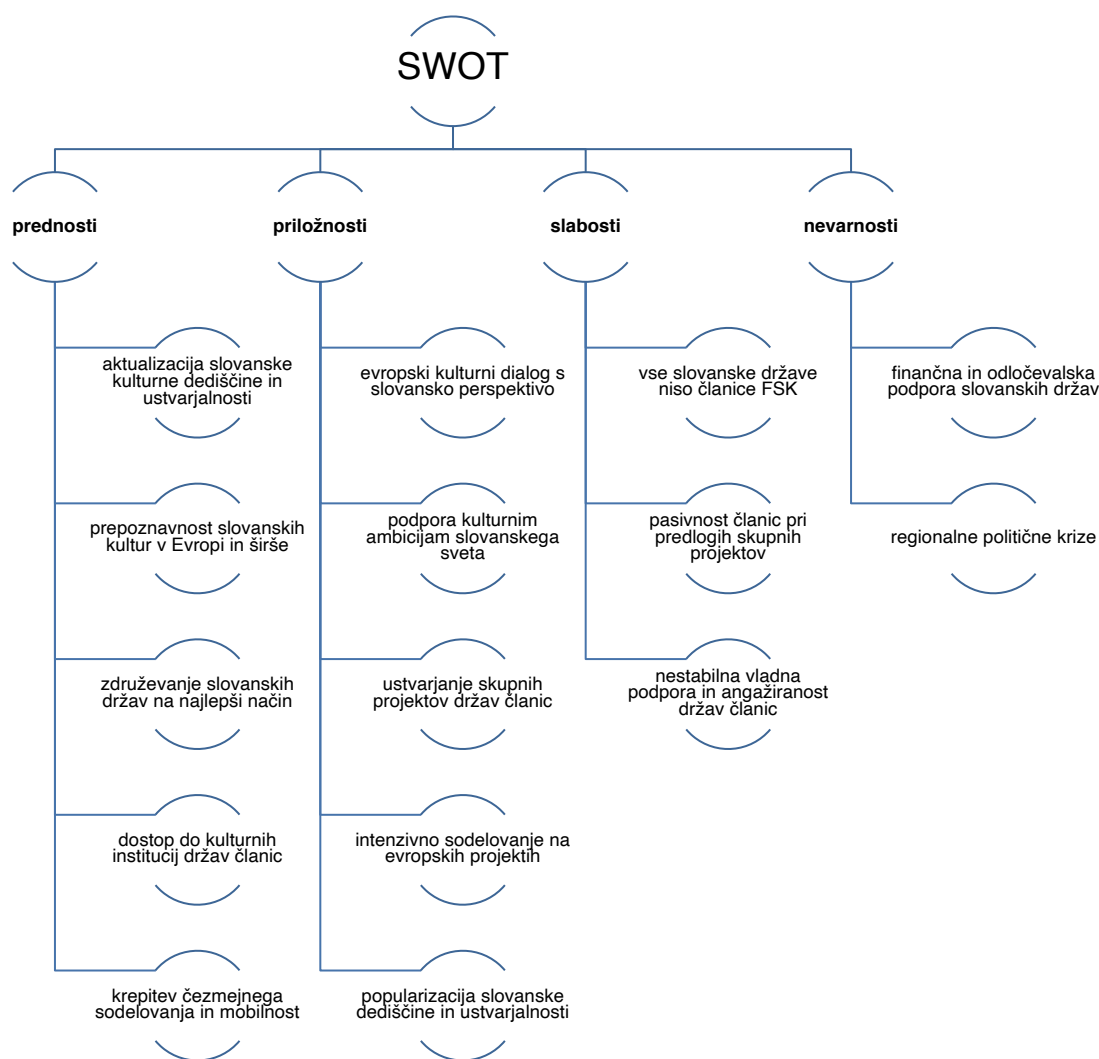 SWOT
prednosti
aktualizacija slovanske
kulturne dediščine in
ustvarjalnosti
prepoznavnost slovanskih
kultur v Evropi in širše
združevanje slovanskih
držav na najlepši način
dostop do kulturnih
institucij držav članic
krepitev čezmejnega
sodelovanja in mobilnost
priložnosti
evropski kulturni dialog s
slovansko perspektivo
podpora kulturnim
ambicijam slovanskega
sveta
ustvarjanje skupnih
projektov držav članic
intenzivno sodelovanje na
evropskih projektih
popularizacija slovanske
dediščine in ustvarjalnosti
slabosti
vse slovanske države
niso članice FSK
pasivnost članic pri
predlogih skupnih
projektov
nestabilna vladna
podpora in angažiranost
držav članic
nevarnosti
finančna in odločevalska
podpora slovanskih držav
regionalne politične krize